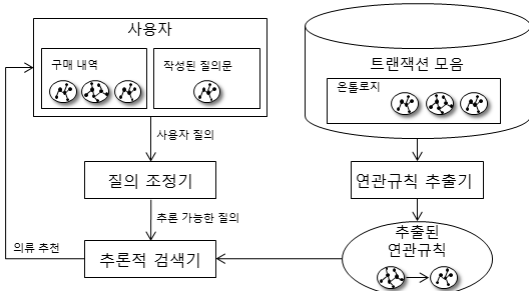 사용자
구매 내역
작성된 질의문
트랜잭션 모음
온톨로지
사용자 질의
질의 조정기
연관규칙 추출기
추론 가능한 질의
의류 추천
추론적 검색기
추출된
연관규칙